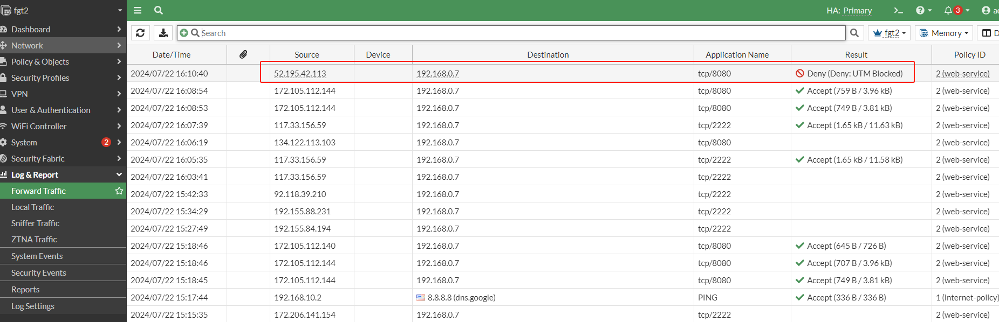 fgt2
HA: Primary
3
Dashboard
Network
Policy & Objects
Security Profiles
VPN
User & Authentication
WiFi Controller
System 2
Security Fabric
Log & Report
Forward Traffic
Local Traffic
Sniffer Traffic
ZTNA Traffic
System Events
Security Events
Reports
Log Settings
Search fgt2 Memory
Date/Time Source Device Destination Application Name Result Policy ID
2024/07/22 16:10:40 52.195.42.113 192.168.0.7 tcp/8080 Deny (Deny: UTM Blocked) 2 (web-service)
2024/07/22 16:08:54 172.105.112.144 192.168.0.7 tcp/8080 Accept (759 B / 3.96 kB) 2 (web-service)
2024/07/22 16:08:53 172.105.112.144 192.168.0.7 tcp/8080 Accept (749 B / 3.81 kB) 2 (web-service)
2024/07/22 16:07:39 117.33.156.59 192.168.0.7 tcp/2222 Accept (1.65 kB / 11.63 kB) 2 (web-service)
2024/07/22 16:06:19 134.122.113.103 192.168.0.7 tcp/8080 2 (web-service)
2024/07/22 16:05:35 117.33.156.59 192.168.0.7 tcp/2222 Accept (1.65 kB / 11.58 kB) 2 (web-service)
2024/07/22 16:03:41 117.33.156.59 192.168.0.7 tcp/2222 2 (web-service)
2024/07/22 15:42:33 92.118.39.210 192.168.0.7 tcp/2222 2 (web-service)
2024/07/22 15:34:29 192.155.88.231 192.168.0.7 tcp/2222 2 (web-service)
2024/07/22 15:27:49 192.155.84.194 192.168.0.7 tcp/2222 2 (web-service)
2024/07/22 15:18:46 172.105.112.140 192.168.0.7 tcp/8080 Accept (645 B / 726 B) 2 (web-service)
2024/07/22 15:18:46 172.105.112.144 192.168.0.7 tcp/8080 Accept (707 B / 3.96 kB) 2 (web-service)
2024/07/22 15:18:45 172.105.112.144 192.168.0.7 tcp/8080 Accept (749 B / 3.81 kB) 2 (web-service)
2024/07/22 15:17:44 192.168.10.2 8.8.8.8 (dns.google) PING Accept (336 B / 336 B) 1 (internet-policy)
2024/07/22 15:15:35 172.206.141.154 192.168.0.7 tcp/2222 2 (web-service)